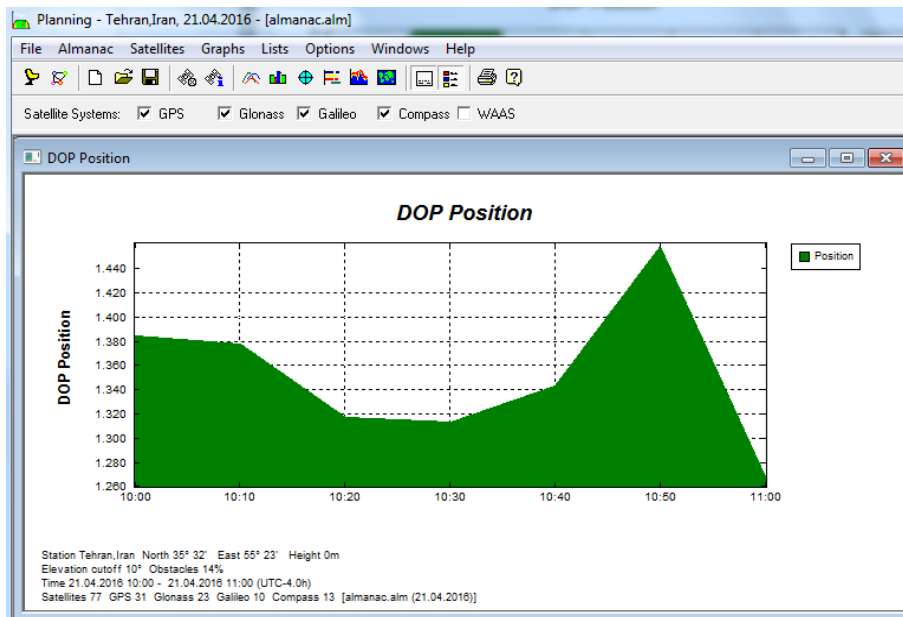 Planning - Tehran,Iran, 21.04.2016 - [almanac.alm]
File Almanac Satellites Graphs Lists Options Windows Help
Satellite Systems: GPS Glonass Galileo Compass WAAS
DOP Position
DOP Position
Position
DOP Position
1.440
1.420
1.400
1.380
1.360
1.340
1.320
1.300
1.280
1.260
10:00 10:10 10:20 10:30 10:40 10:50 11:00
Station Tehran,Iran North 35° 32' East 55° 23' Height 0m
Elevation cutoff 10° Obstacles 14%
Time 21.04.2016 10:00 - 21.04.2016 11:00 (UTC-4.0h)
Satellites 77 GPS 31 Glonass 23 Galileo 10 Compass 13 [almanac.alm (21.04.2016)]